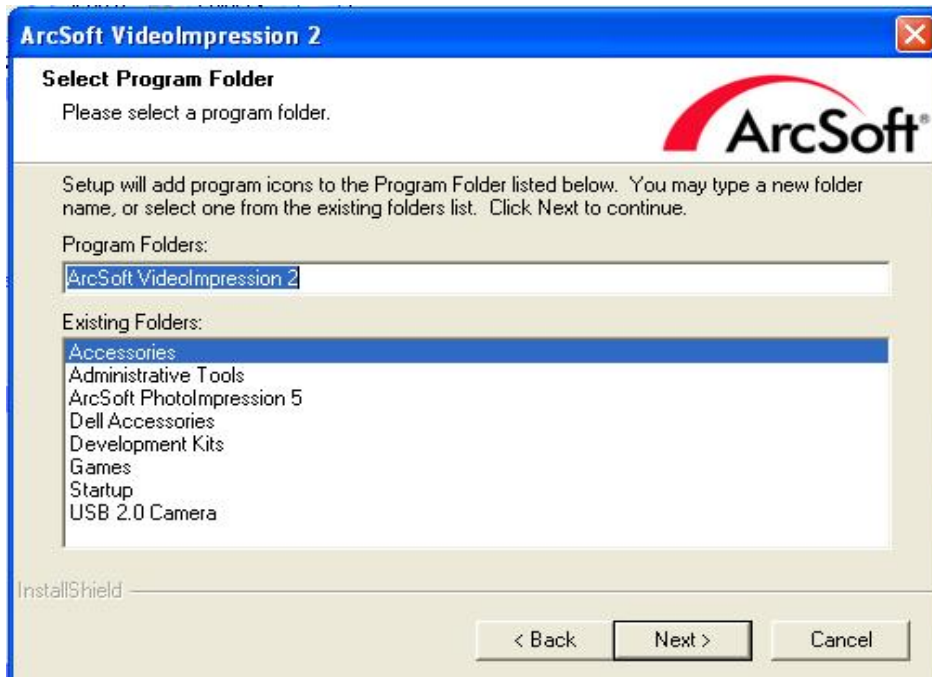 ArcSoft VideoImpression 2
Select Program Folder
Please select a program folder.
ArcSoft®
Setup will add program icons to the Program Folder listed below. You may type a new folder
name, or select one from the existing folders list. Click Next to continue.
Program Folders:
ArcSoft VideoImpression 2
Existing Folders:
Accessories
Administrative Tools
ArcSoft PhotoImpression 5
Dell Accessories
Development Kits
Games
Startup
USB 2.0 Camera
InstallShield
< Back Next > Cancel